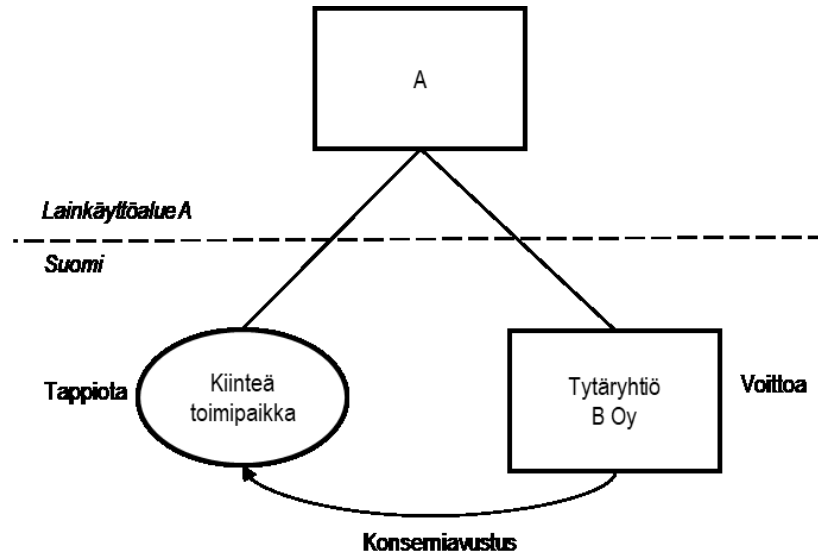 A
Lainkäyttöalue A
Suomi
Tappiota
Kiinteä
toimipaikka
Tytäryhtiö
B Oy
Voittoa
Konserniavustus